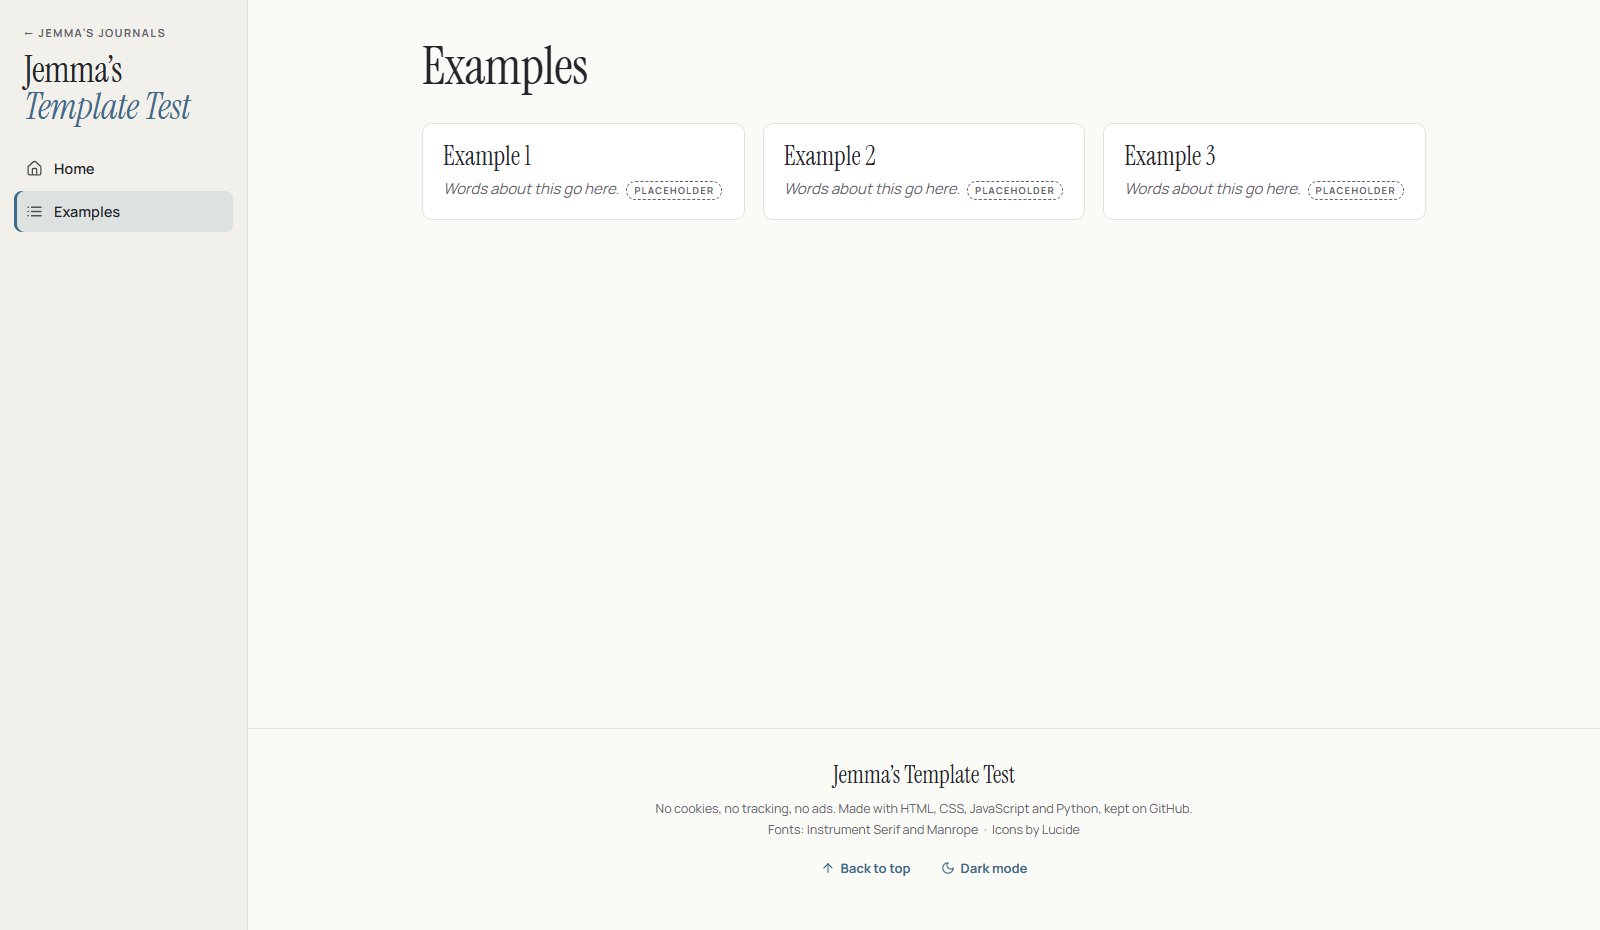 ← JEMMA’S JOURNALS
Jemma’s
Template Test
Home
Examples
Examples
Example 1
Words about this go here. PLACEHOLDER
Example 2
Words about this go here. PLACEHOLDER
Example 3
Words about this go here. PLACEHOLDER
Jemma’s Template Test
No cookies, no tracking, no ads. Made with HTML, CSS, JavaScript and Python, kept on GitHub.
Fonts: Instrument Serif and Manrope · Icons by Lucide
Back to top
Dark mode